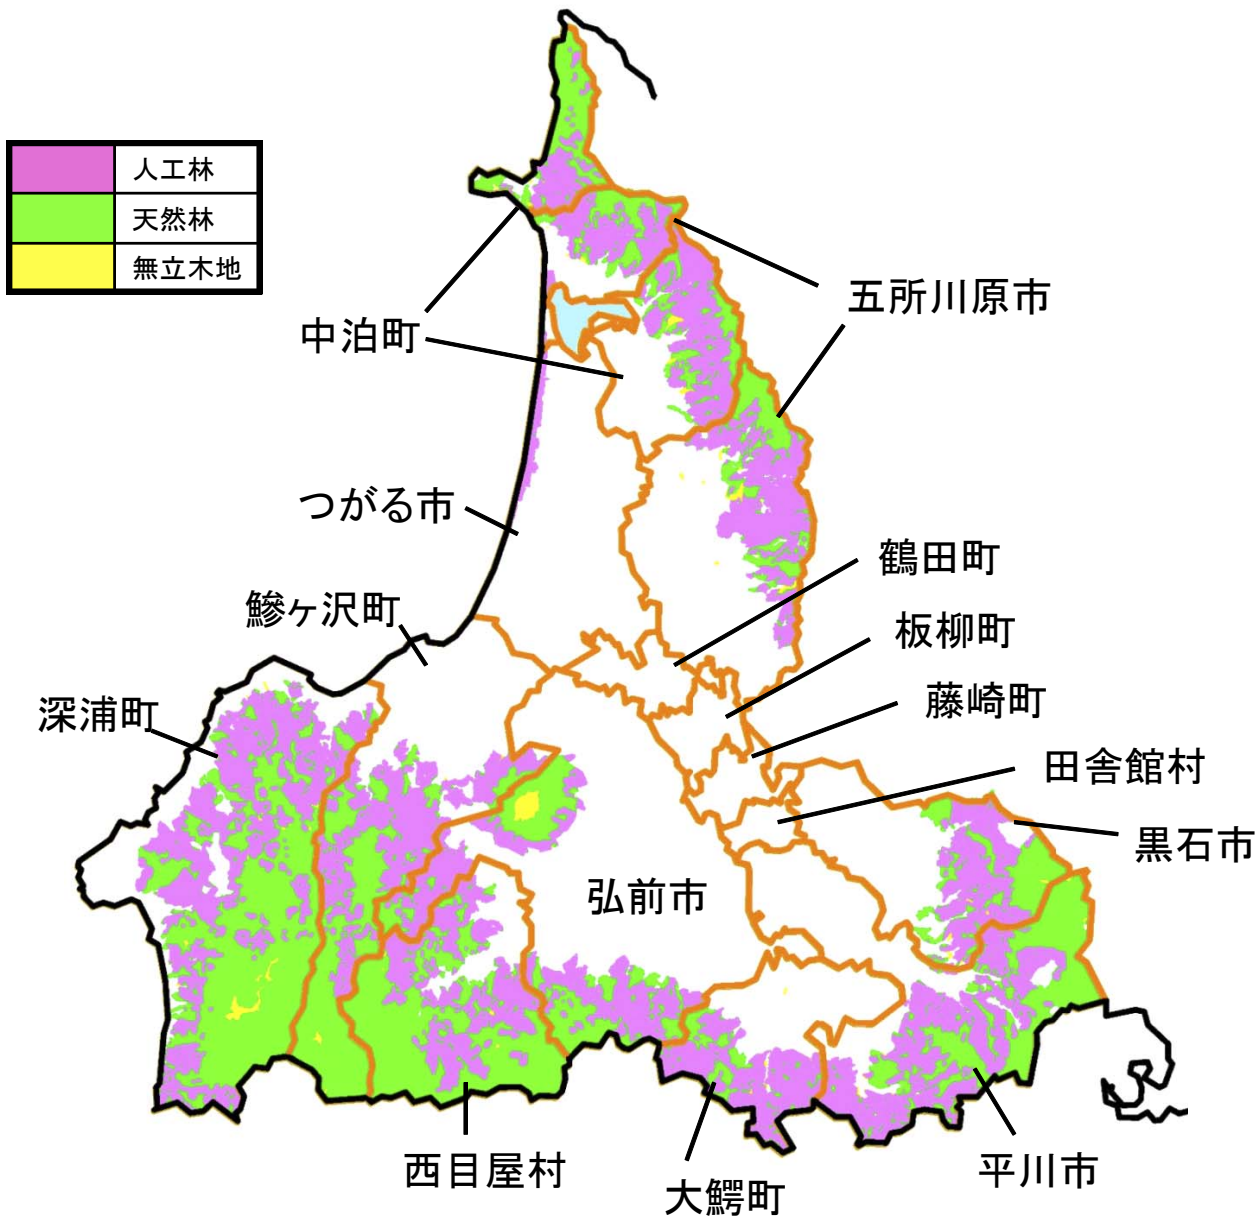 人工林
天然林
無立木地
五所川原市
中泊町
つがる市
鶴田町
鰺ヶ沢町
板柳町
深浦町
藤崎町
田舎館村
黒石市
弘前市
西目屋村
平川市
大鰐町